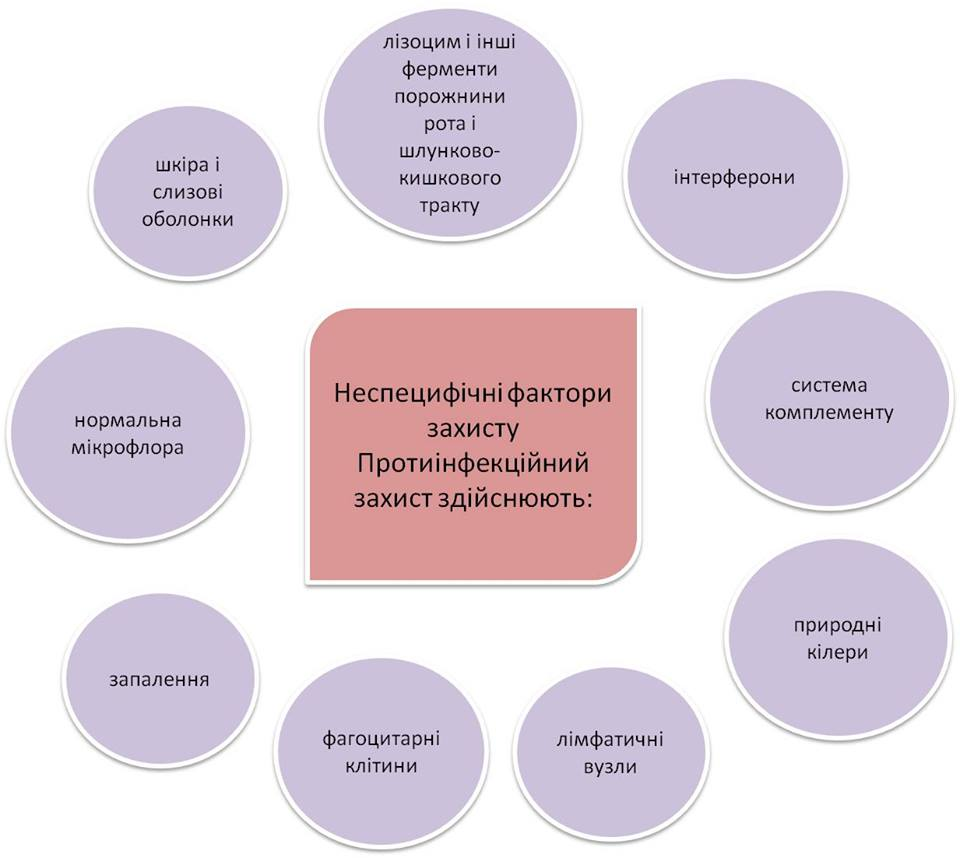 лізоцим і інші
ферменти
порожнини
рота і
шлунково-
кишкового
тракту
шкіра і
слизові
оболонки
інтерферони
Неспецифічні фактори
захисту
Протиінфекційний
захист здійснюють:
система
комплементу
нормальна
мікрофлора
природні
кілери
запалення
фагоцитарні
клітини
лімфатичні
вузли